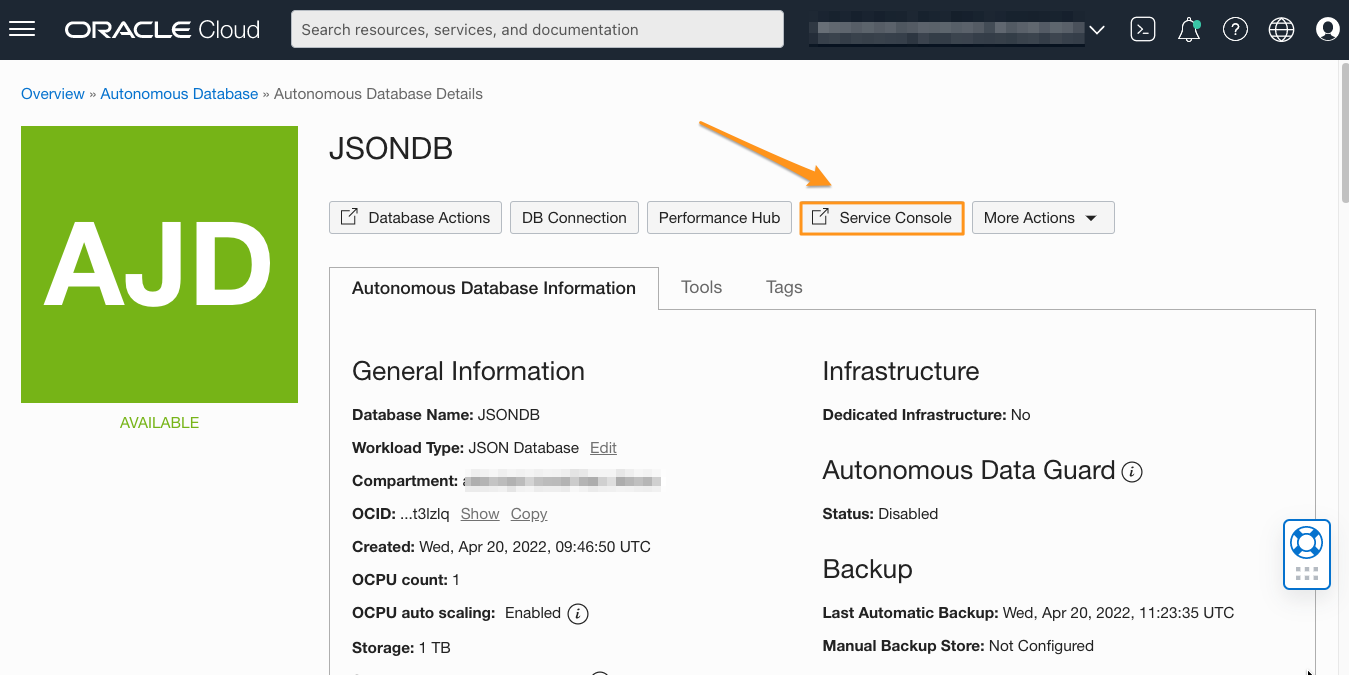 ORACLE Cloud
Search resources, services, and documentation
Overview » Autonomous Database » Autonomous Database Details
AJD
AVAILABLE
JSONDB
Database Actions
DB Connection
Performance Hub
Service Console
More Actions
Autonomous Database Information
Tools
Tags
General Information
Database Name: JSONDB
Workload Type: JSON Database Edit
Compartment:
OCID: ...t3lzlq Show Copy
Created: Wed, Apr 20, 2022, 09:46:50 UTC
OCPU count: 1
OCPU auto scaling: Enabled
Storage: 1 TB
Infrastructure
Dedicated Infrastructure: No
Autonomous Data Guard
Status: Disabled
Backup
Last Automatic Backup: Wed, Apr 20, 2022, 11:23:35 UTC
Manual Backup Store: Not Configured